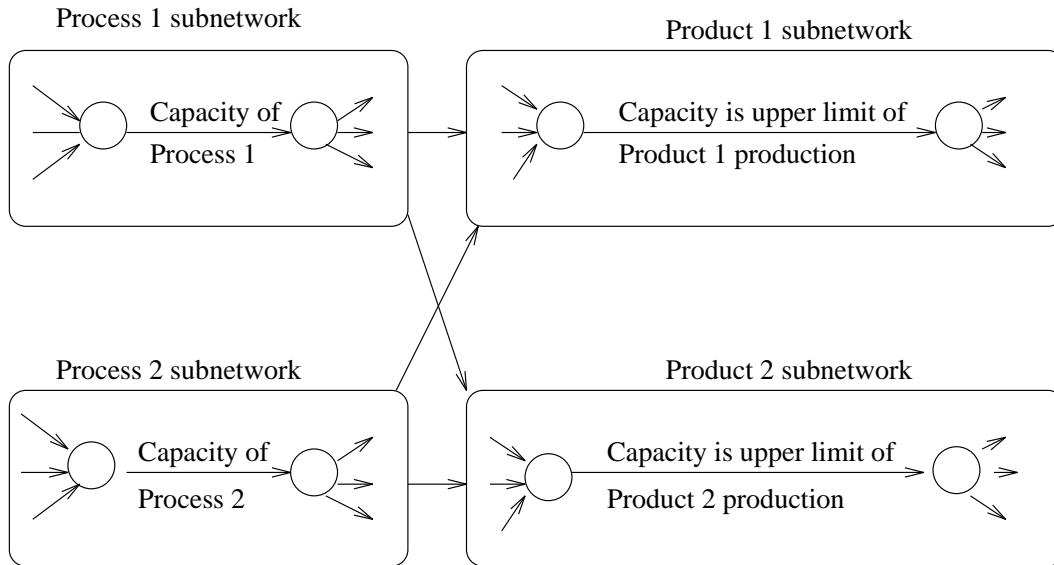 Process 1 subnetwork
Product 1 subnetwork
Capacity of
Process 1
Capacity is upper limit of
Product 1 production
Process 2 subnetwork
Product 2 subnetwork
Capacity of
Process 2
Capacity is upper limit of
Product 2 production